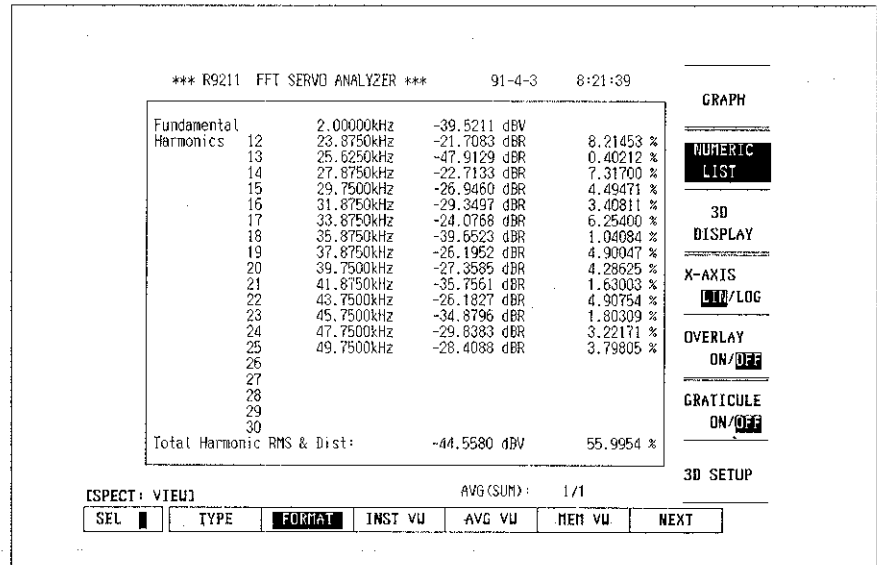 *** R9211 FFT SERVO ANALYZER *** 91-4-3 8:21:39
Fundamental 2.00000kHz -39.5211 dBV
Harmonics 12 23.8750kHz -21.7083 dBR 8.21453 %
13 25.6250kHz -47.9129 dBR 0.40212 %
14 27.8750kHz -22.7133 dBR 7.31700 %
15 29.7500kHz -26.9460 dBR 4.49471 %
16 31.8750kHz -29.3497 dBR 3.40811 %
17 33.8750kHz -24.0768 dBR 6.25400 %
18 35.8750kHz -39.6523 dBR 1.04084 %
19 37.8750kHz -26.1952 dBR 4.90047 %
20 39.7500kHz -27.3585 dBR 4.28625 %
21 41.8750kHz -35.7561 dBR 1.63003 %
22 43.7500kHz -26.1827 dBR 4.90754 %
23 45.7500kHz -34.8796 dBR 1.80309 %
24 47.7500kHz -29.8383 dBR 3.22171 %
25 49.7500kHz -28.4088 dBR 3.79805 %
26
27
28
29
30
Total Harmonic RMS & Dist: -44.5580 dBV 55.9954 %
GRAPH
NUMERIC
LIST
3D
DISPLAY
X-AXIS
LIN/LOG
OVERLAY
ON/OFF
GRATICULE
ON/OFF
3D SETUP
[SPECT: VIEW] AVG(SUM): 1/1
SEL TYPE FORMAT INST VW AVG VW MEM VW NEXT